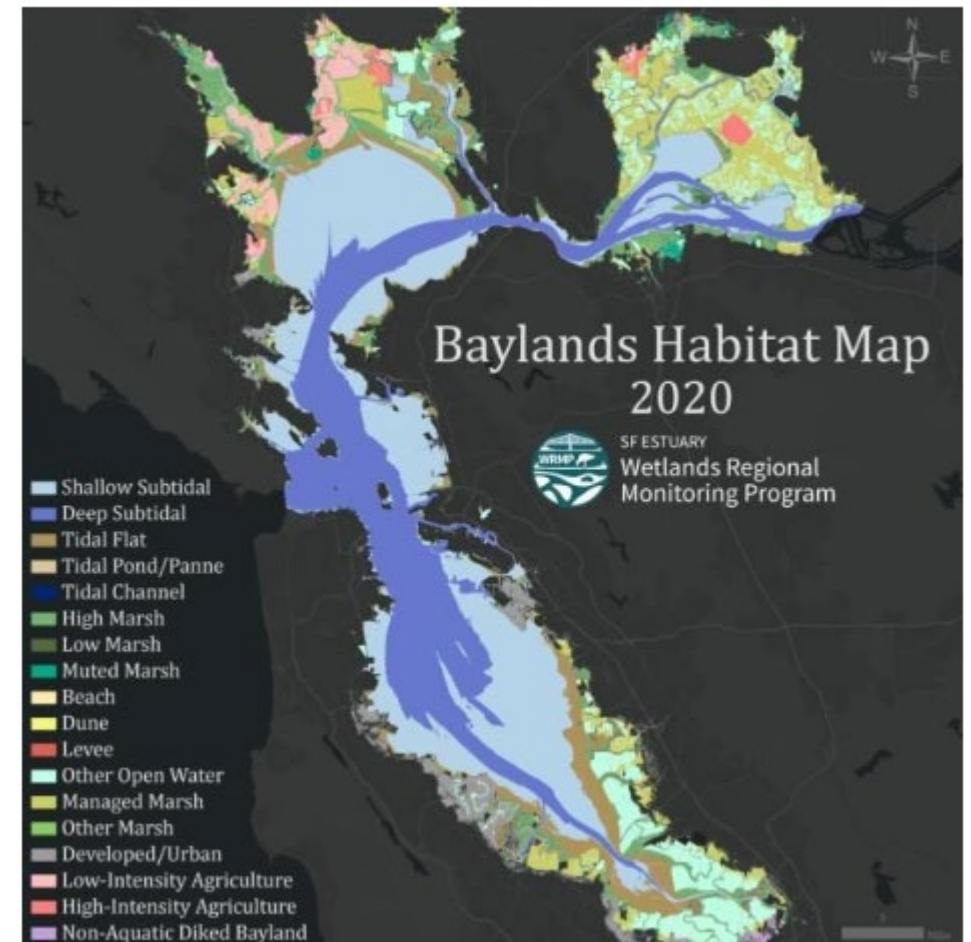 N
W E
S
Baylands Habitat Map
2020
WRMP
SF ESTUARY
Wetlands Regional
Monitoring Program
Shallow Subtidal
Deep Subtidal
Tidal Flat
Tidal Pond/Panne
Tidal Channel
High Marsh
Low Marsh
Muted Marsh
Beach
Dune
Levee
Other Open Water
Managed Marsh
Other Marsh
Developed/Urban
Low-Intensity Agriculture
High-Intensity Agriculture
Non-Aquatic Diked Bayland